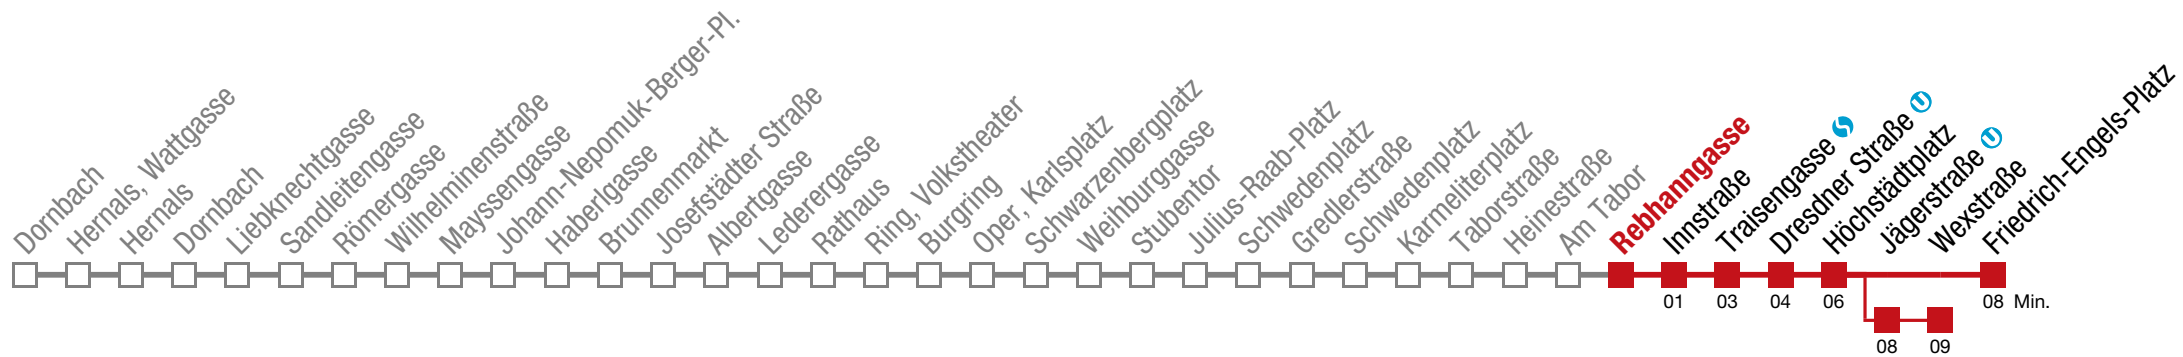 Dornbach
Hernals, Wattgasse
Hernals
Dornbach
Liebknechtgasse
Sandleitengasse
Römergasse
Wilhelminenstraße
Mayssengasse
Johann-Nepomuk-Berger-Pl.
Haberlgasse
Brunnenmarkt
Josefstädter Straße
Albertgasse
Lederergasse
Rathaus
Ring, Volkstheater
Burgring
Oper, Karlsplatz
Schwarzenbergplatz
Weihburggasse
Stubentor
Julius-Raab-Platz
Schwedenplatz
Gredlerstraße
Schwedenplatz
Karmeliterplatz
Taborstraße
Heinestraße
Am Tabor
Rebhanngasse
Innstraße
Traisengasse S
Dresdner Straße U
Höchstädtplatz
Jägerstraße U
Wexstraße
Friedrich-Engels-Platz
01 03 04 06 08 Min.
08 09